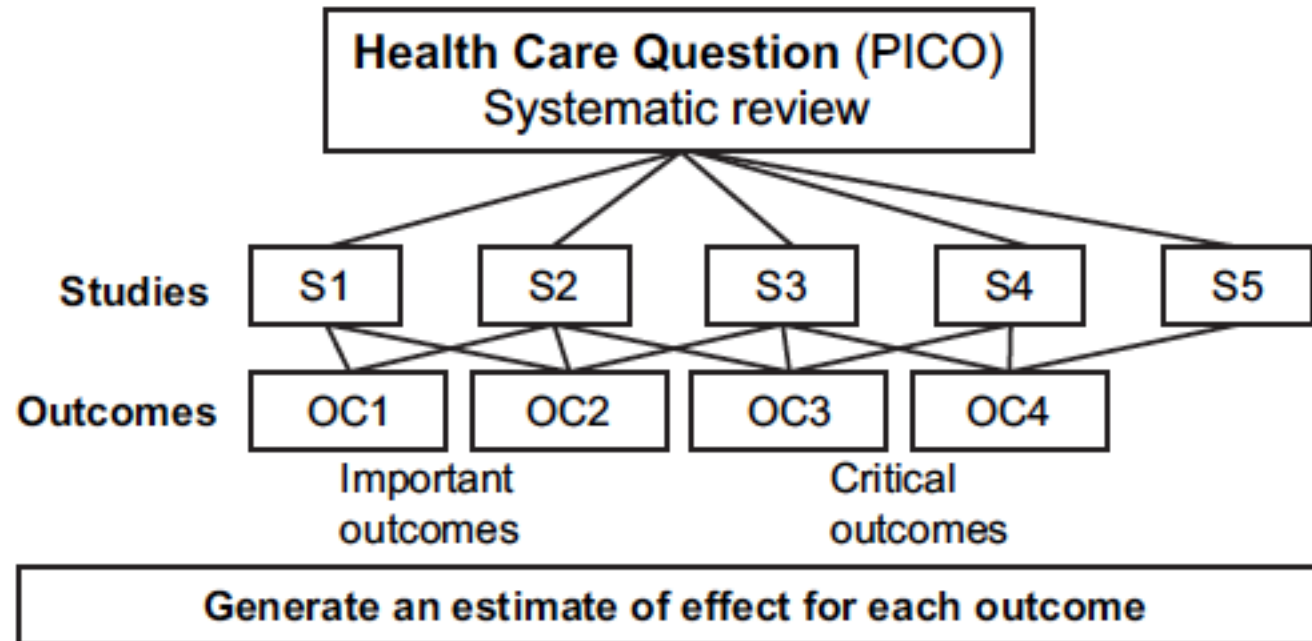 Health Care Question (PICO)
Systematic review
Studies
S1
S2
S3
S4
S5
Outcomes
OC1
OC2
OC3
OC4
Important
outcomes
Critical
outcomes
Generate an estimate of effect for each outcome